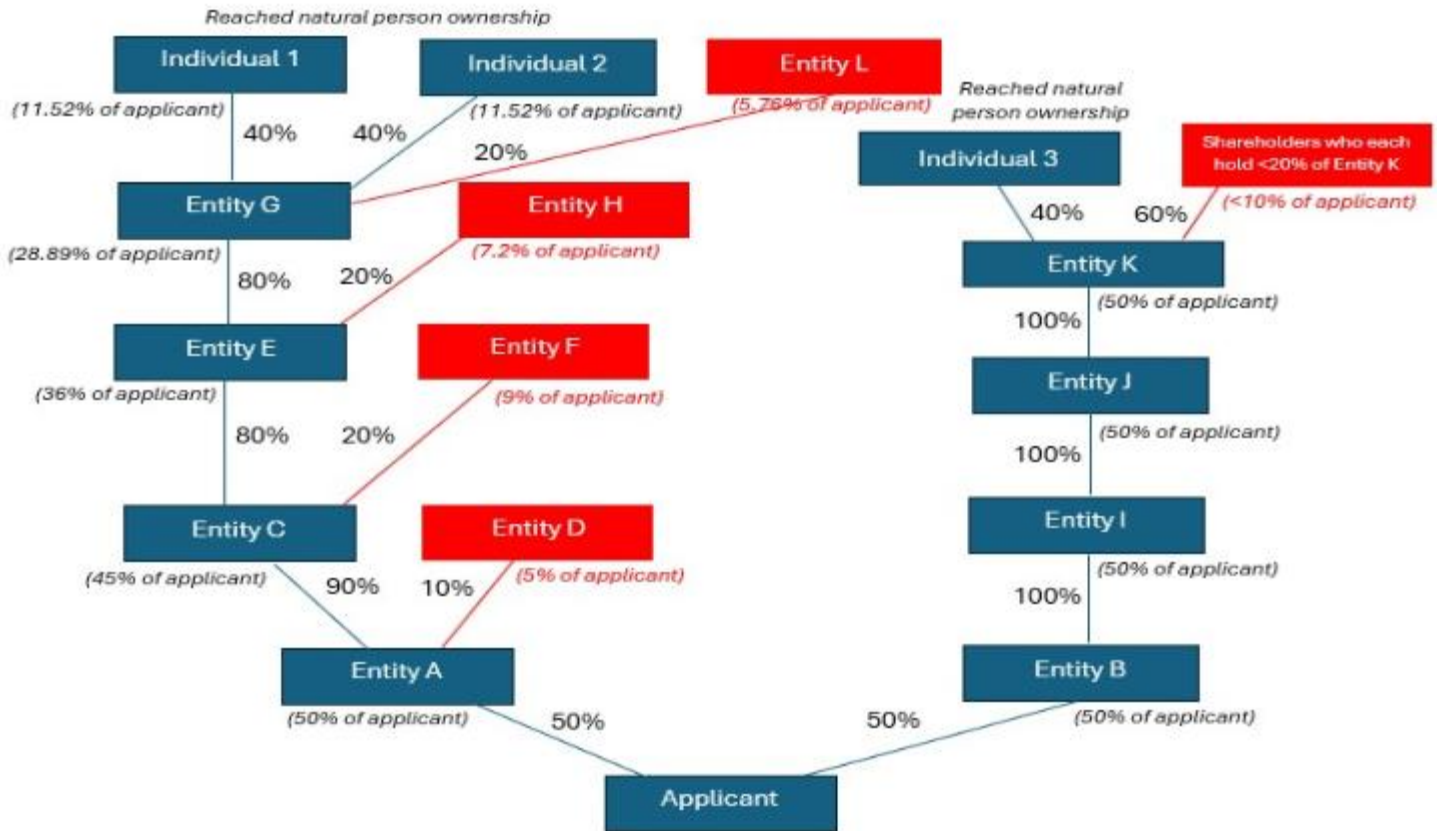 Reached natural person ownership
Individual 1
Individual 2
Entity L
(11.52% of applicant)
(11.52% of applicant)
(5.76% of applicant)
Reached natural
person ownership
40%
40%
20%
Individual 3
Shareholders who each
hold <20% of Entity K
(<10% of applicant)
Entity G
Entity H
40%
60%
(28.89% of applicant)
(7.2% of applicant)
Entity K
80%
20%
(50% of applicant)
100%
Entity E
Entity F
Entity J
(36% of applicant)
(9% of applicant)
(50% of applicant)
80%
20%
100%
Entity C
Entity D
Entity I
(45% of applicant)
(5% of applicant)
(50% of applicant)
90%
10%
100%
Entity A
Entity B
(50% of applicant)
(50% of applicant)
50%
50%
Applicant